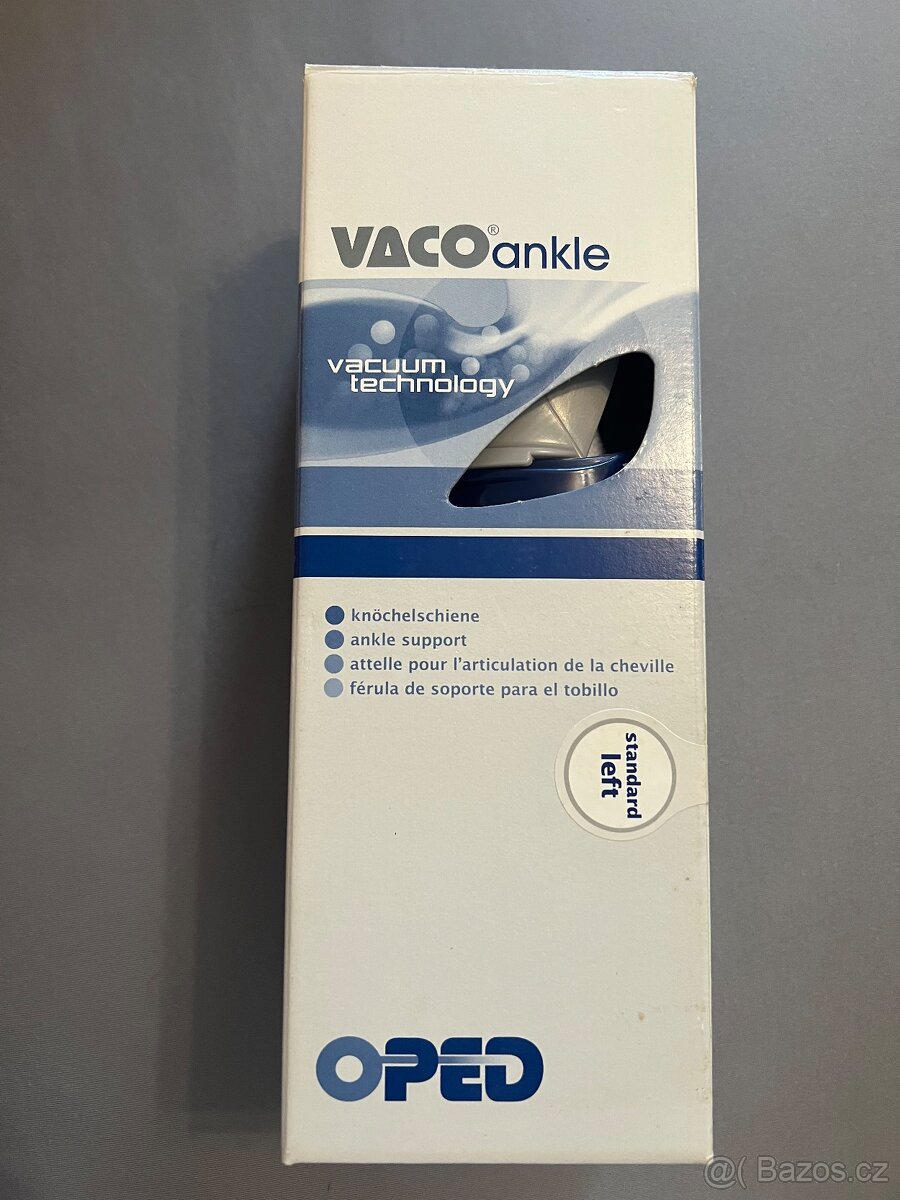 VACO®ankle
vacuum
technology
knöchelschiene
ankle support
attelle pour l'articulation de la cheville
férula de soporte para el tobillo
standard
left
OPED
@( Bazos.cz